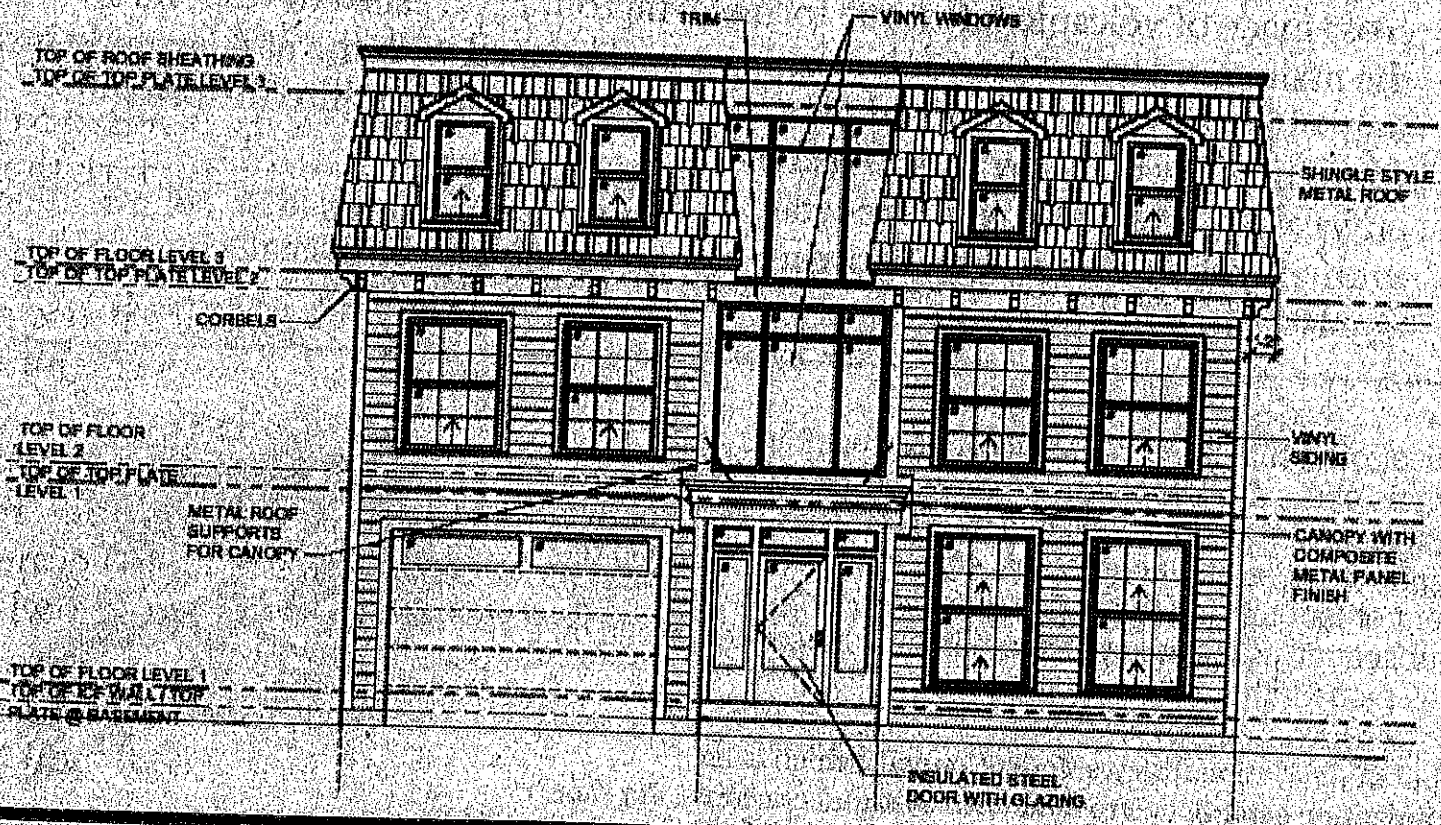 TRIM
VINYL WINDOWS
TOP OF ROOF SHEATHING
TOP OF TOP PLATE LEVEL 3
SHINGLE STYLE
METAL ROOF
TOP OF FLOOR LEVEL 3
TOP OF TOP PLATE LEVEL 2
CORBELS
TOP OF FLOOR
LEVEL 2
TOP OF TOP PLATE
LEVEL 1
VINYL
SIDING
METAL ROOF
SUPPORTS
FOR CANOPY
CANOPY WITH
COMPOSITE
METAL PANEL
FINISH
TOP OF FLOOR LEVEL 1
TOP OF ICF WALL / TOP
PLATE @ BASEMENT
INSULATED STEEL
DOOR WITH GLAZING